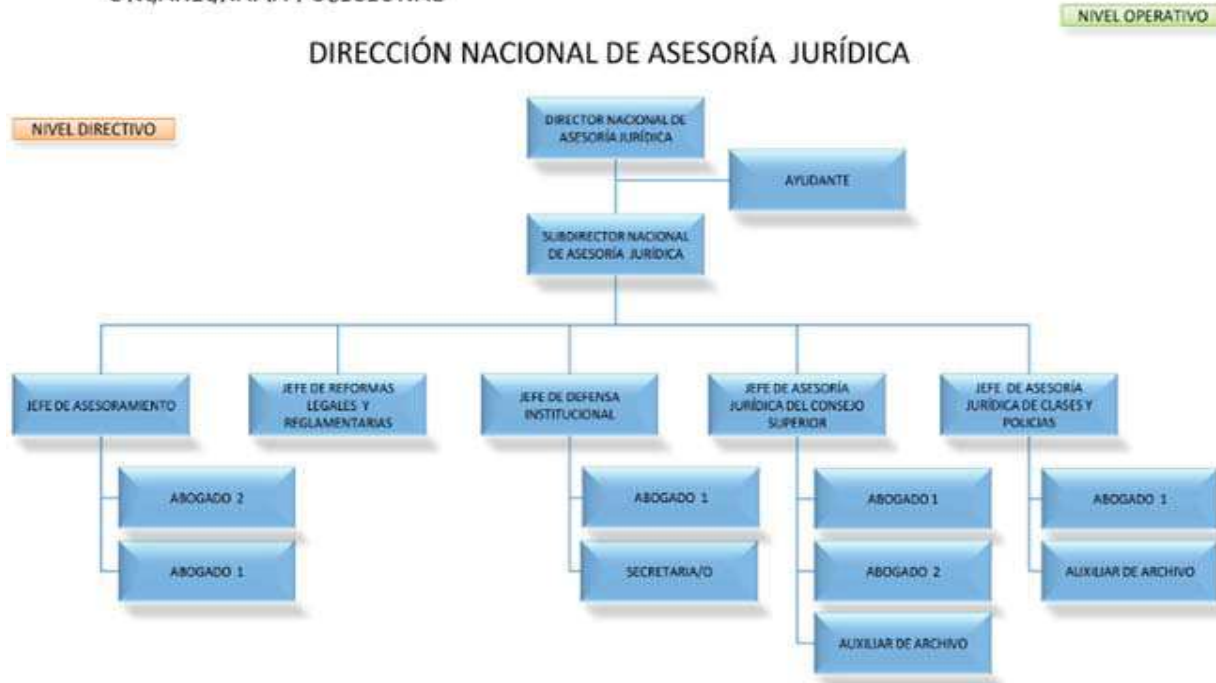 NIVEL OPERATIVO
DIRECCIÓN NACIONAL DE ASESORÍA JURÍDICA
NIVEL DIRECTIVO
DIRECTOR NACIONAL DE
ASESORÍA JURÍDICA
AYUDANTE
SUBDIRECTOR NACIONAL
DE ASESORÍA JURÍDICA
JEFE DE ASESORAMIENTO
JEFE DE REFORMAS
LEGALES Y
REGLAMENTARIAS
JEFE DE DEFENSA
INSTITUCIONAL
JEFE DE ASESORÍA
JURÍDICA DEL CONSEJO
SUPERIOR
JEFE DE ASESORÍA
JURÍDICA DE CLASES Y
POLICIAS
ABOGADO 2
ABOGADO 1
ABOGADO 1
SECRETARIA/O
ABOGADO 1
ABOGADO 2
AUXILIAR DE ARCHIVO
ABOGADO 1
AUXILIAR DE ARCHIVO